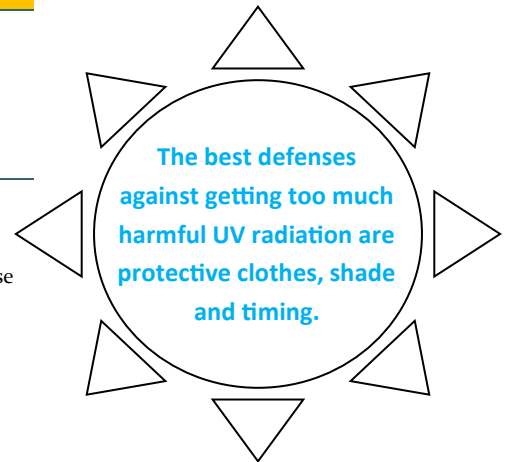 The best defenses
against getting too much
harmful UV radiation are
protective clothes, shade
and timing.